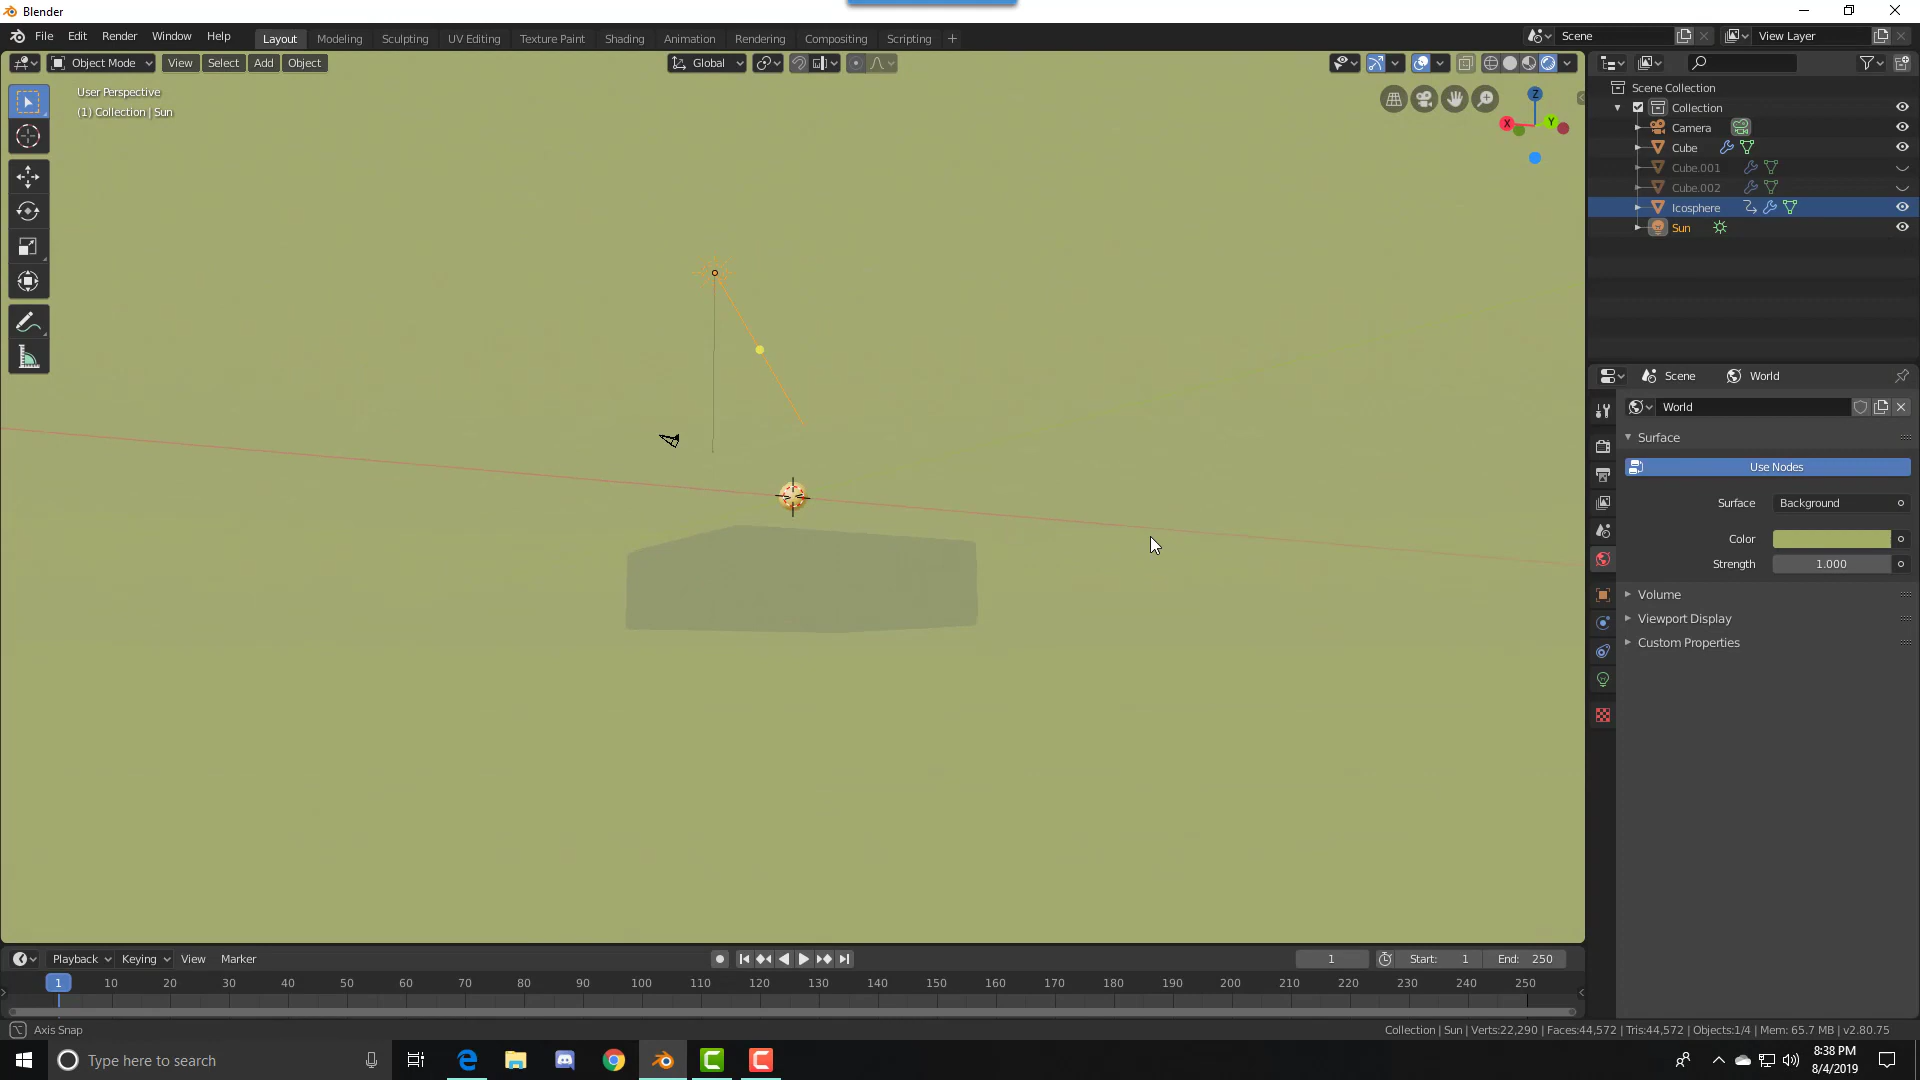 Blender
File Edit Render Window Help
Layout Modeling Sculpting UV Editing Texture Paint Shading Animation Rendering Compositing Scripting +
Scene
View Layer
Object Mode View Select Add Object
Global
User Perspective
(1) Collection | Sun
X Y Z
Scene Collection
Collection
Camera
Cube
Cube.001
Cube.002
Icosphere
Sun
Scene World
World
Surface
Use Nodes
Surface Background
Color
Strength 1.000
Volume
Viewport Display
Custom Properties
Playback Keying View Marker
1 Start: 1 End: 250
1 10 20 30 40 50 60 70 80 90 100 110 120 130 140 150 160 170 180 190 200 210 220 230 240 250
Axis Snap
Collection | Sun | Verts:22,290 | Faces:44,572 | Tris:44,572 | Objects:1/4 | Mem: 65.7 MB | v2.80.75
Type here to search
8:38 PM
8/4/2019